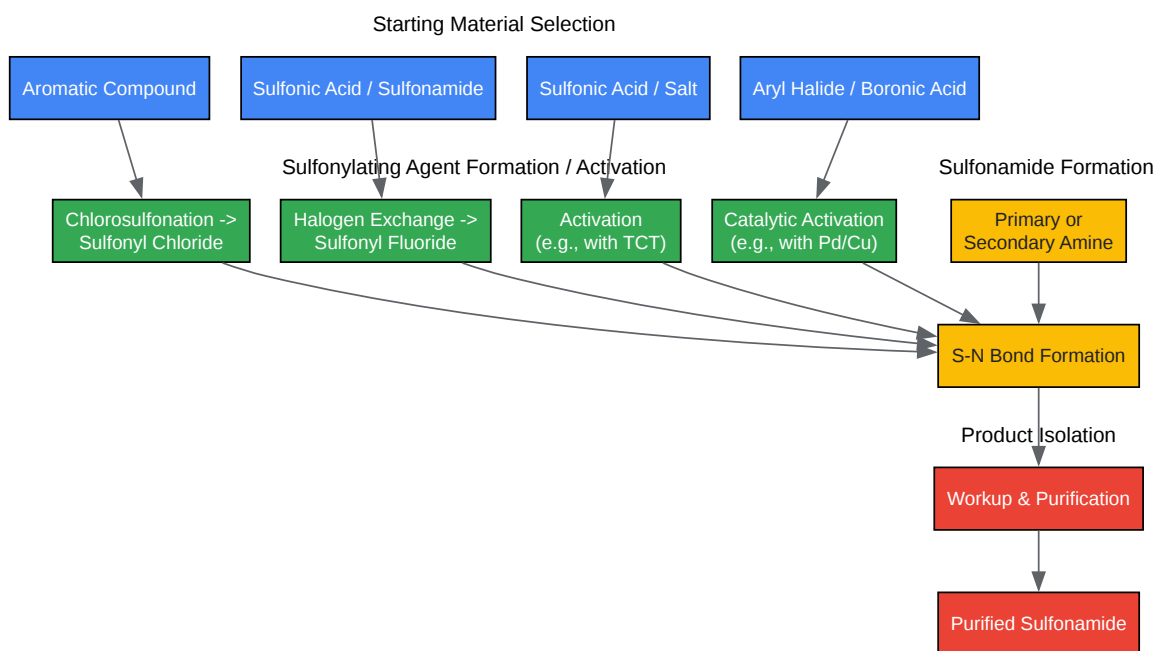 Starting Material Selection
Aromatic Compound
Sulfonic Acid / Sulfonamide
Sulfonic Acid / Salt
Aryl Halide / Boronic Acid
Sulfonylating Agent Formation / Activation
Sulfonamide Formation
Chlorosulfonation ->
Sulfonyl Chloride
Halogen Exchange ->
Sulfonyl Fluoride
Activation
(e.g., with TCT)
Catalytic Activation
(e.g., with Pd/Cu)
Primary or
Secondary Amine
S-N Bond Formation
Product Isolation
Workup & Purification
Purified Sulfonamide